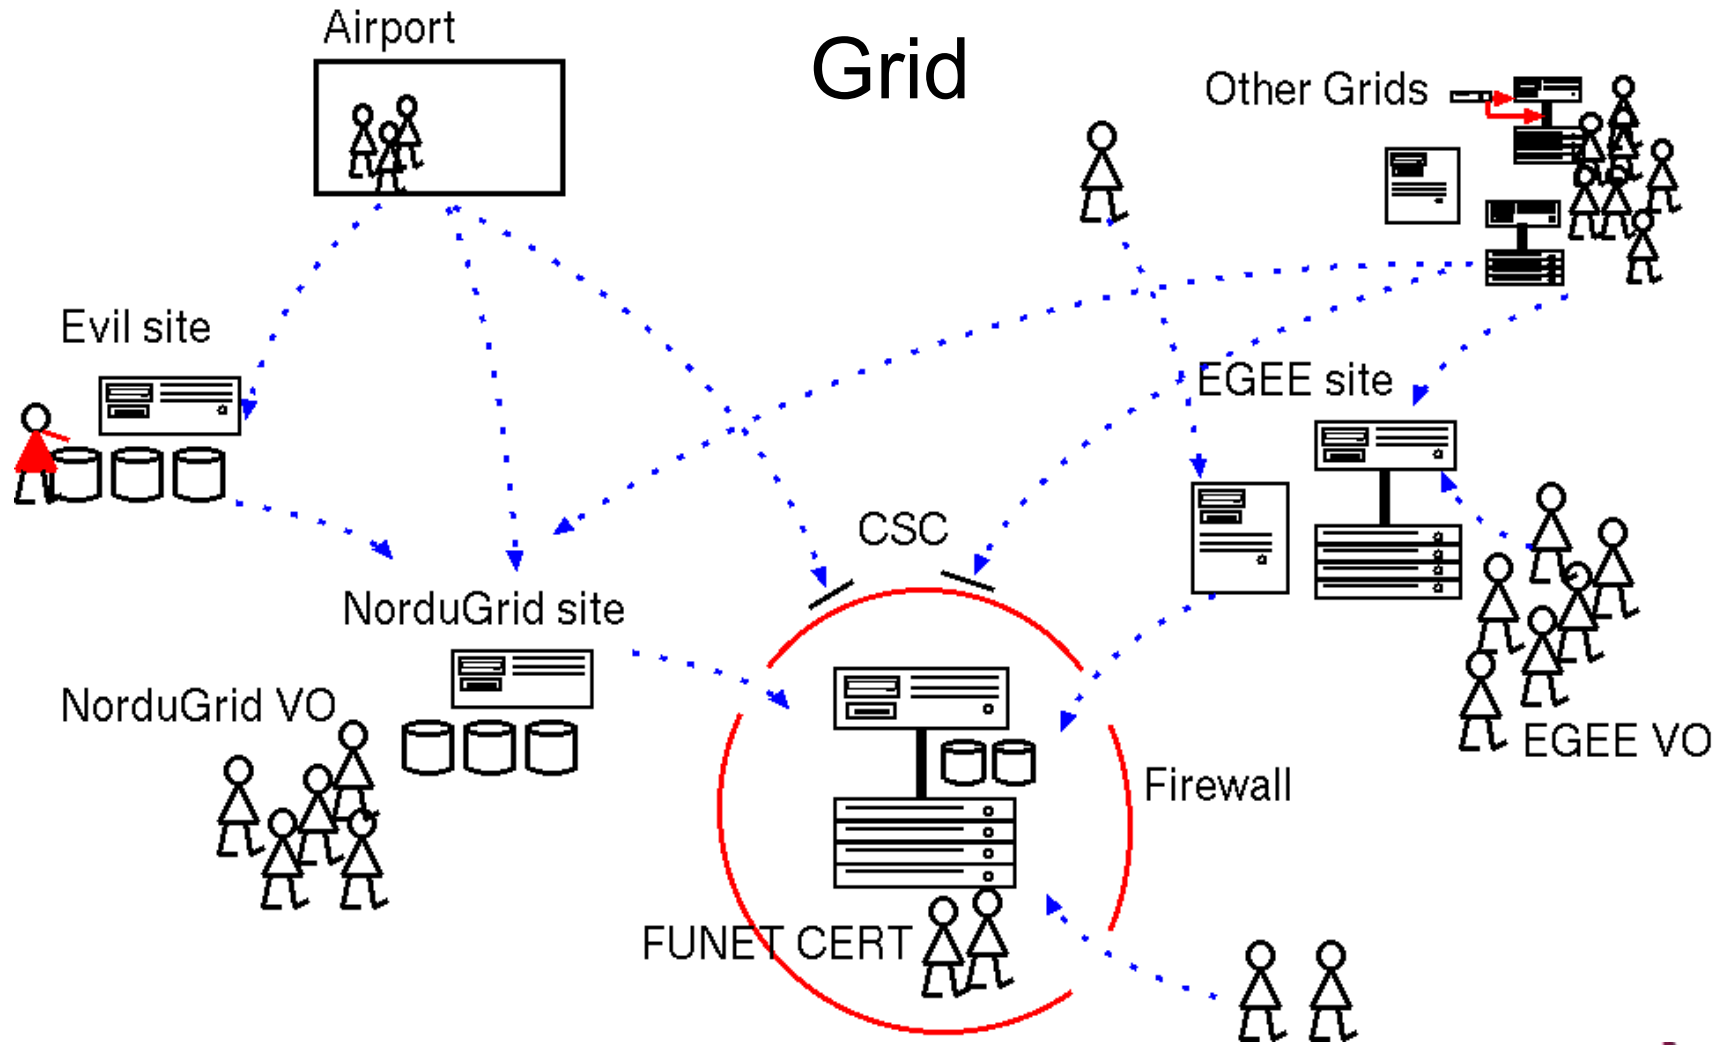 Airport
Grid
Other Grids
Evil site
EGEE site
CSC
NorduGrid site
NorduGrid VO
EGEE VO
Firewall
FUNET CERT